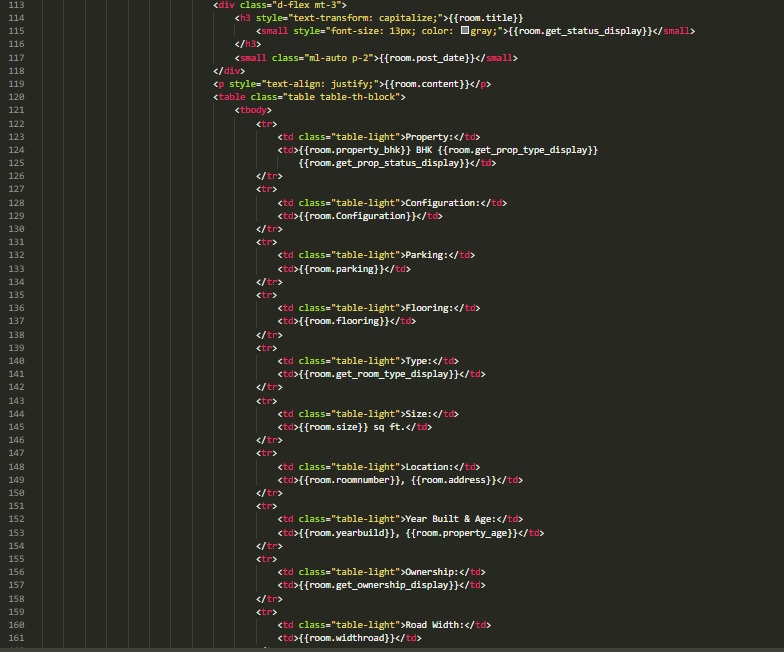 113 <div class="d-flex mt-3">
114 <h3 style="text-transform: capitalize;">{{room.title}}
115 <small style="font-size: 13px; color: gray;">{{room.get_status_display}}</small>
116 </h3>
117 <small class="ml-auto p-2">{{room.post_date}}</small>
118 </div>
119 <p style="text-align: justify;">{{room.content}}</p>
120 <table class="table table-th-block">
121 <tbody>
122 <tr>
123 <td class="table-light">Property:</td>
124 <td>{{room.property_bhk}} BHK {{room.get_prop_type_display}}
125 {{room.get_prop_status_display}}</td>
126 </tr>
127 <tr>
128 <td class="table-light">Configuration:</td>
129 <td>{{room.Configuration}}</td>
130 </tr>
131 <tr>
132 <td class="table-light">Parking:</td>
133 <td>{{room.parking}}</td>
134 </tr>
135 <tr>
136 <td class="table-light">Flooring:</td>
137 <td>{{room.flooring}}</td>
138 </tr>
139 <tr>
140 <td class="table-light">Type:</td>
141 <td>{{room.get_room_type_display}}</td>
142 </tr>
143 <tr>
144 <td class="table-light">Size:</td>
145 <td>{{room.size}} sq ft.</td>
146 </tr>
147 <tr>
148 <td class="table-light">Location:</td>
149 <td>{{room.roomnumber}}, {{room.address}}</td>
150 </tr>
151 <tr>
152 <td class="table-light">Year Built & Age:</td>
153 <td>{{room.yearbuild}}, {{room.property_age}}</td>
154 </tr>
155 <tr>
156 <td class="table-light">Ownership:</td>
157 <td>{{room.get_ownership_display}}</td>
158 </tr>
159 <tr>
160 <td class="table-light">Road Width:</td>
161 <td>{{room.widthroad}}</td>